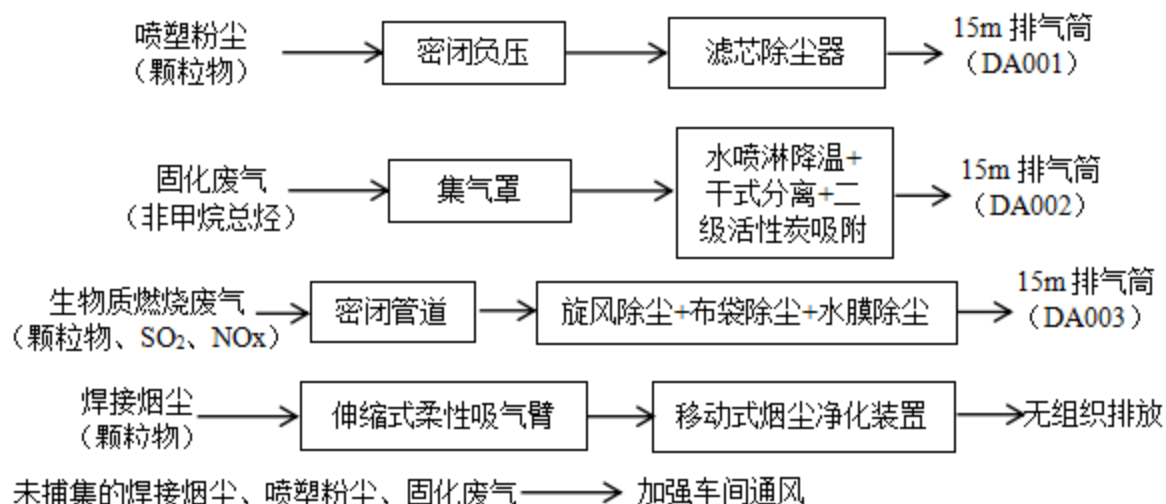 喷塑粉尘
（颗粒物）
密闭负压
滤芯除尘器
15m 排气筒
（DA001）
固化废气
（非甲烷总烃）
集气罩
水喷淋降温+
干式分离+二
级活性炭吸附
15m 排气筒
（DA002）
生物质燃烧废气
（颗粒物、SO₂、NOx）
密闭管道
旋风除尘+布袋除尘+水膜除尘
15m 排气筒
（DA003）
焊接烟尘
（颗粒物）
伸缩式柔性吸气臂
移动式烟尘净化装置
无组织排放
未捕集的焊接烟尘、喷塑粉尘、固化废气
加强车间通风